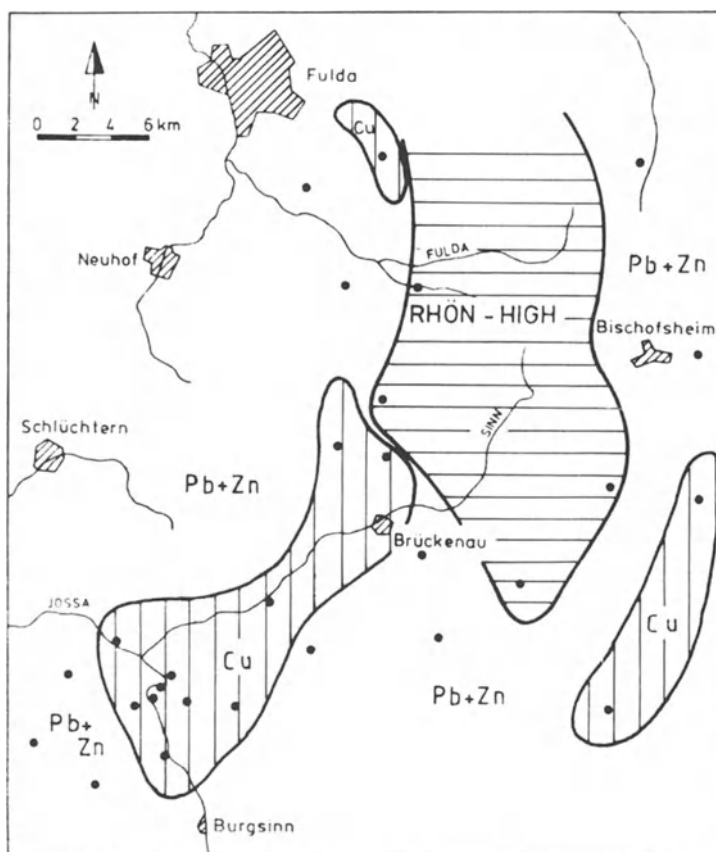 Fulda
N
0 2 4 6 km
Cu
Neuhof
FULDA
Pb+Zn
RHÖN - HIGH
Bischofsheim
SINN
Schlüchtern
Pb+Zn
Brückenau
JOSSA
Cu
Cu
Pb+Zn
Pb+
Zn
Burgsinn